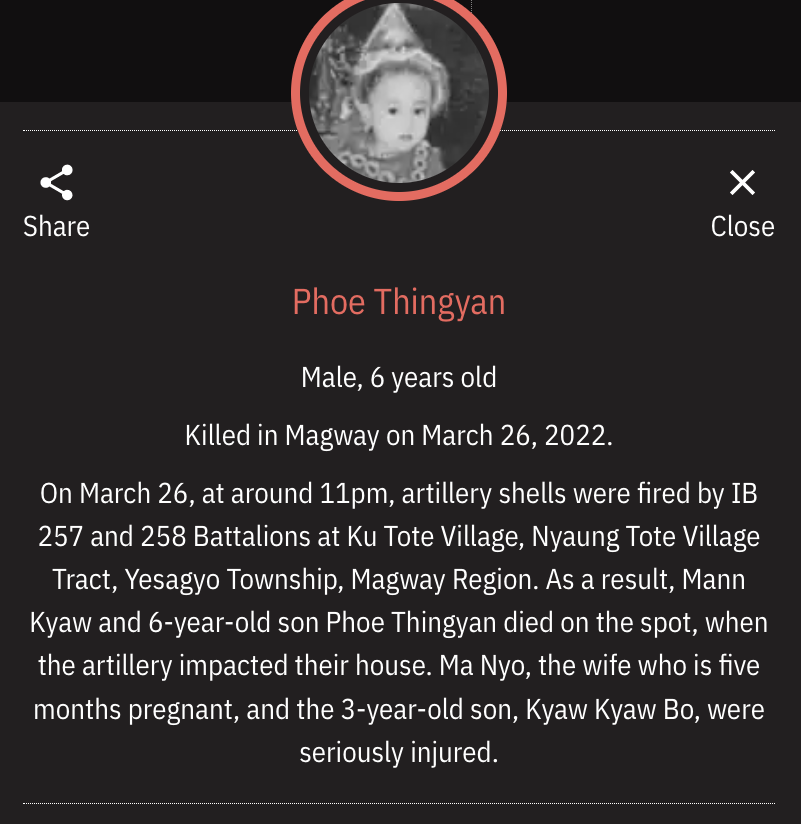 Share
Close
Phoe Thingyan
Male, 6 years old
Killed in Magway on March 26, 2022.
On March 26, at around 11pm, artillery shells were fired by IB
257 and 258 Battalions at Ku Tote Village, Nyaung Tote Village
Tract, Yesagyo Township, Magway Region. As a result, Mann
Kyaw and 6-year-old son Phoe Thingyan died on the spot, when
the artillery impacted their house. Ma Nyo, the wife who is five
months pregnant, and the 3-year-old son, Kyaw Kyaw Bo, were
seriously injured.